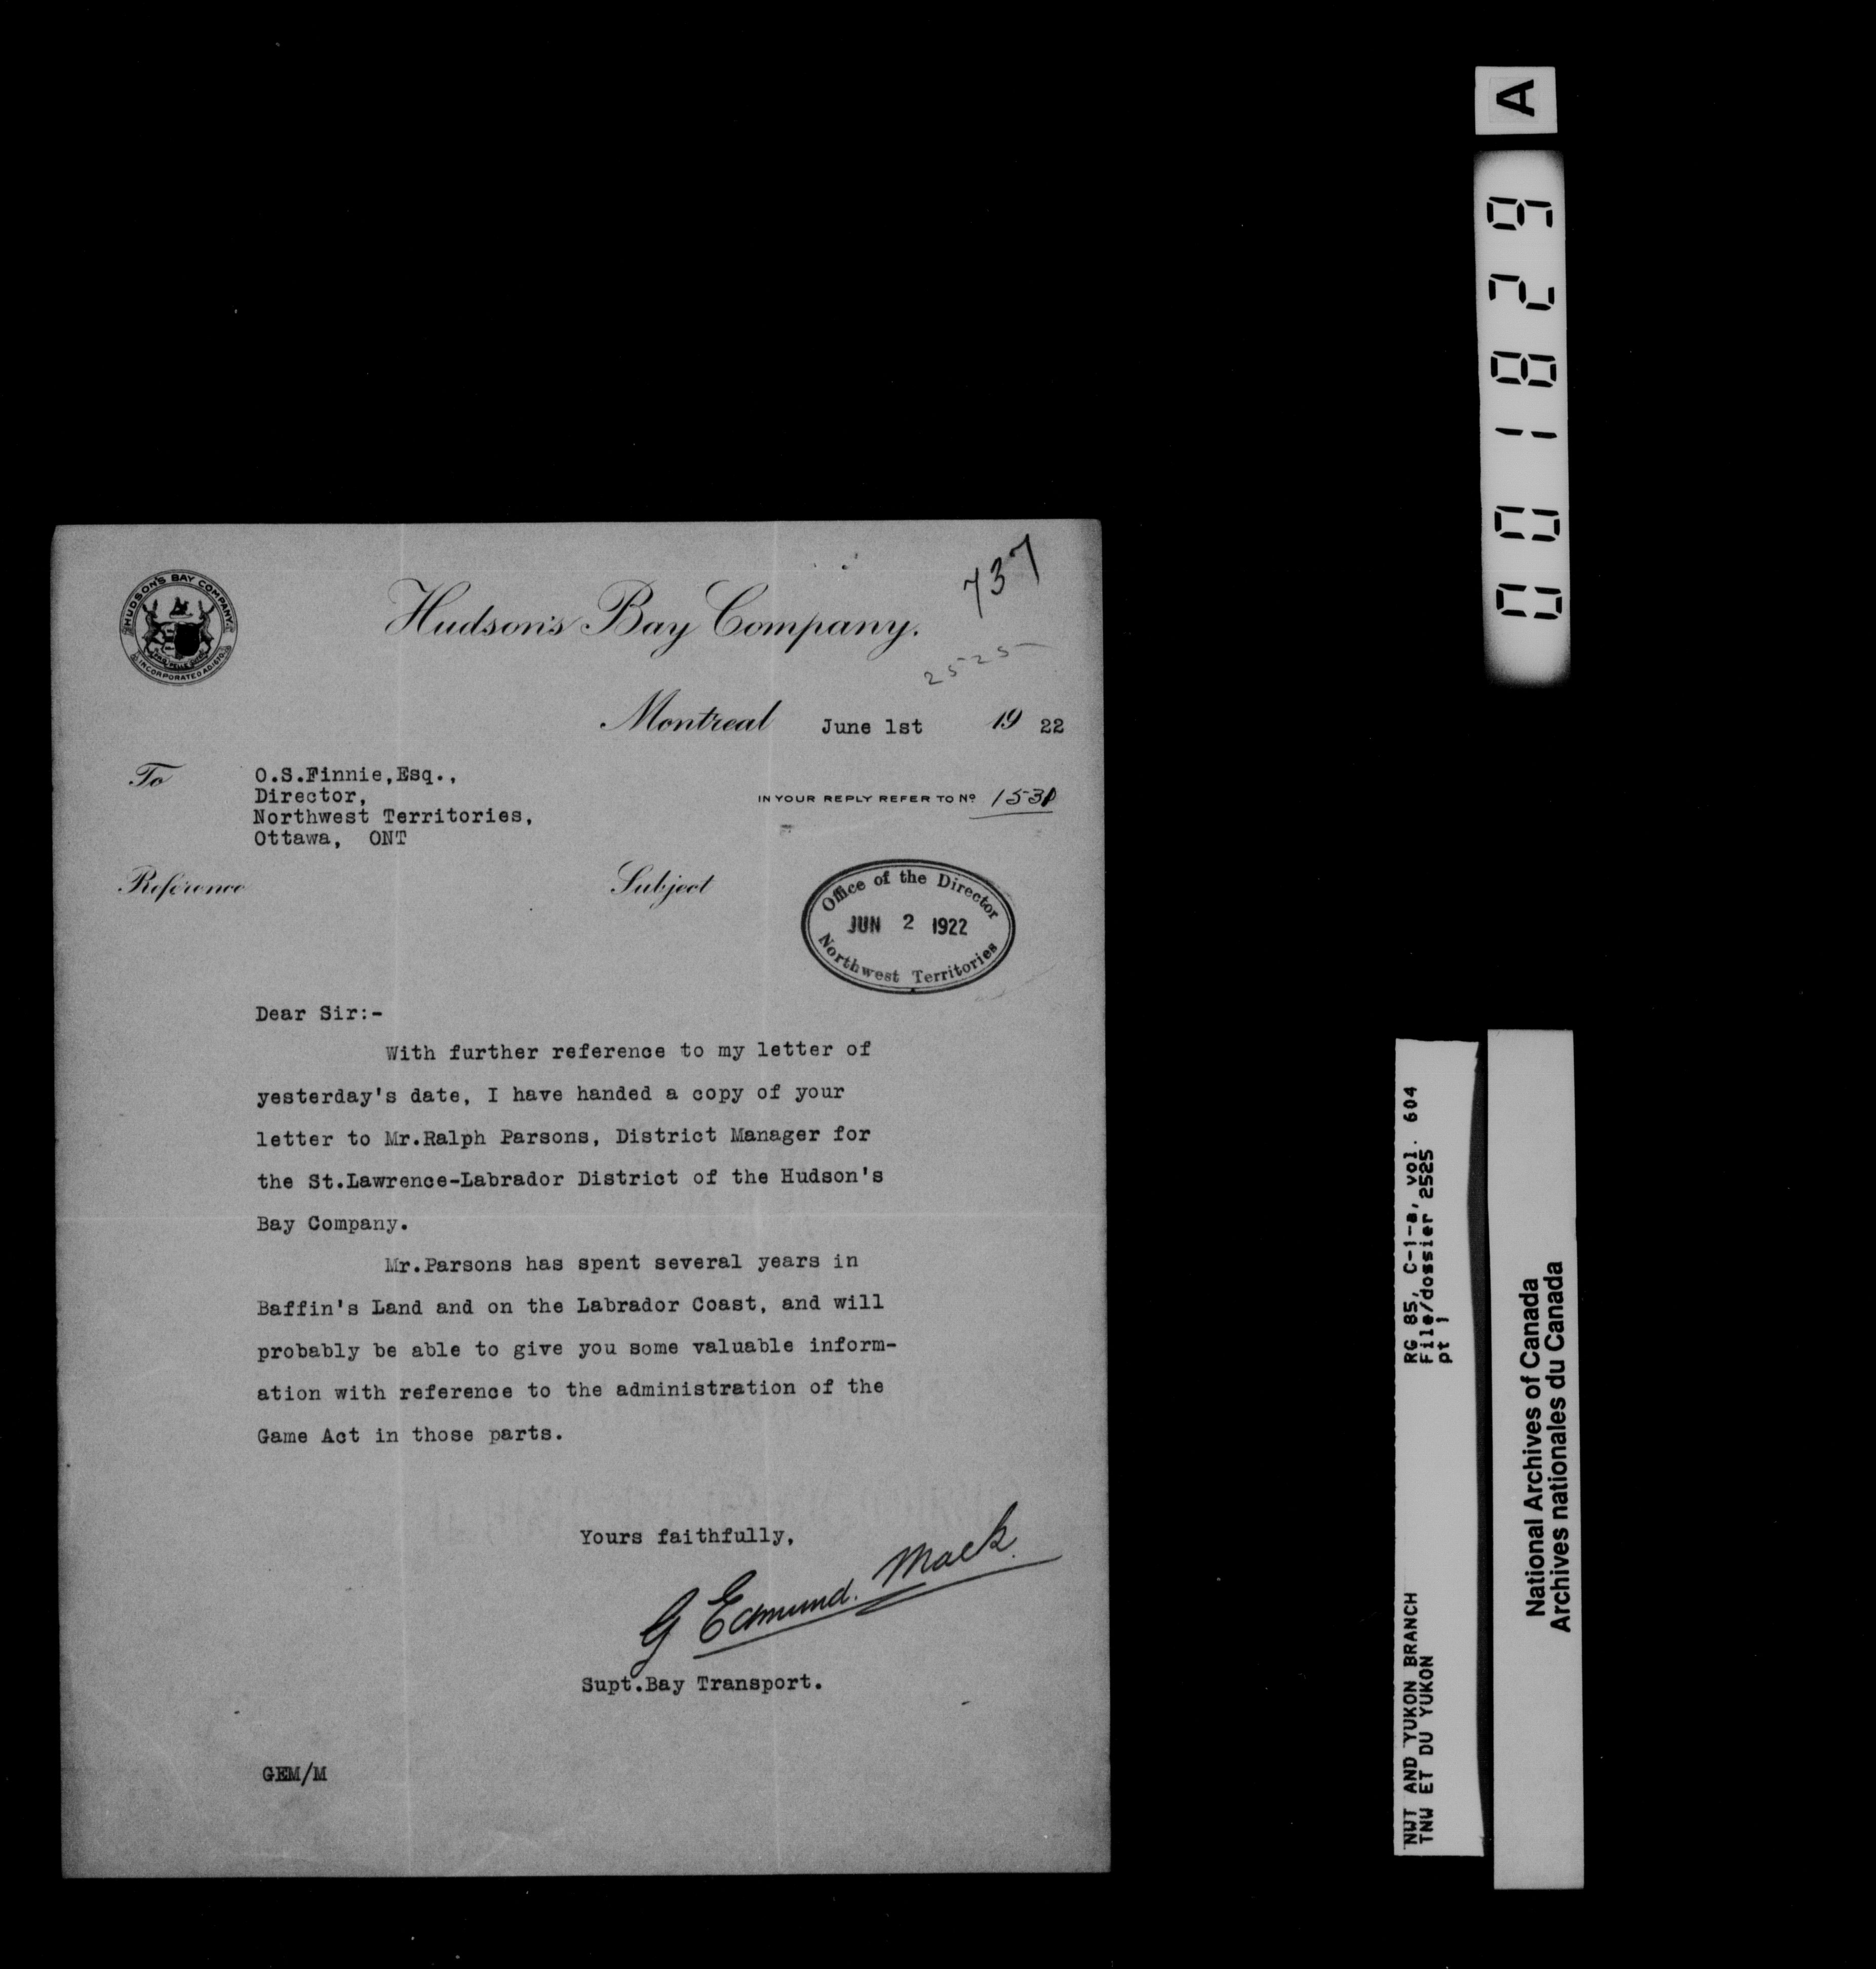 737
HUDSON'S BAY COMPANY.
INCORPORATED A.D. 1670
Hudson's Bay Company.
2525
Montreal June 1st 19 22
To O.S.Finnie,Esq.,
Director,
IN YOUR REPLY REFER TO No
Northwest Territories,
Ottawa, ONT
Reference Subject
Office of the Director
JUN 2 1922
Northwest Territories
Dear Sir:-
With further reference to my letter of
yesterday's date, I have handed a copy of your
letter to Mr.Ralph Parsons, District Manager for
the St.Lawrence-Labrador District of the Hudson's
Bay Company.
Mr.Parsons has spent several years in
Baffin's Land and on the Labrador Coast, and will
probably be able to give you some valuable inform-
ation with reference to the administration of the
Game Act in those parts.
Yours faithfully,
G Edmund. Mack.
Supt.Bay Transport.
GEM/M
A
001829
NWT AND YUKON BRANCH RG 85, C-1-a, vol. 604
TNW ET DU YUKON File/dossier 2525
pt 1
National Archives of Canada
Archives nationales du Canada